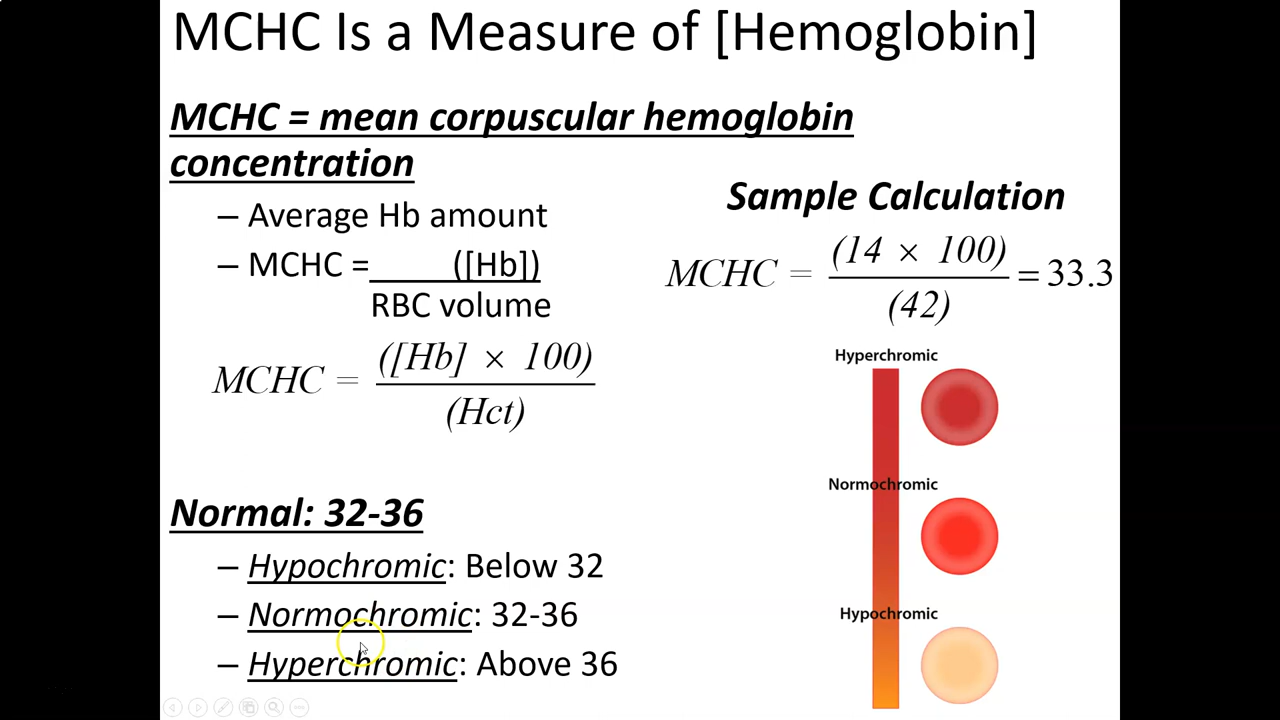 MCHC Is a Measure of [Hemoglobin]
MCHC = mean corpuscular hemoglobin
concentration
– Average Hb amount
– MCHC = ([Hb])
RBC volume
MCHC = ([Hb] × 100)
(Hct)
Normal: 32-36
– Hypochromic: Below 32
– Normochromic: 32-36
– Hyperchromic: Above 36
Sample Calculation
MCHC = (14 × 100) = 33.3
(42)
Hyperchromic
Normochromic
Hypochromic